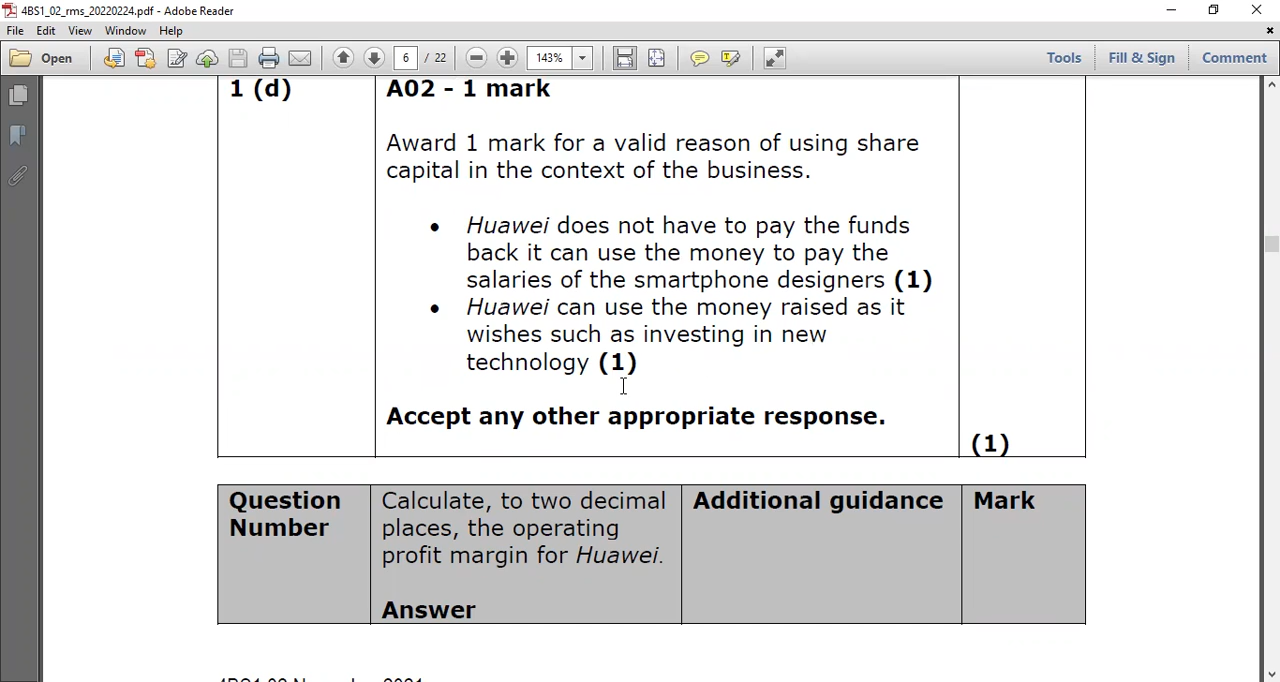 4BS1_02_rms_20220224.pdf - Adobe Reader
File Edit View Window Help
Open 6 / 22 143% Tools Fill & Sign Comment
1 (d) A02 - 1 mark
Award 1 mark for a valid reason of using share
capital in the context of the business.
• Huawei does not have to pay the funds
back it can use the money to pay the
salaries of the smartphone designers (1)
• Huawei can use the money raised as it
wishes such as investing in new
technology (1)
Accept any other appropriate response.
(1)
Question Number
Calculate, to two decimal
places, the operating
profit margin for Huawei.
Answer
Additional guidance
Mark